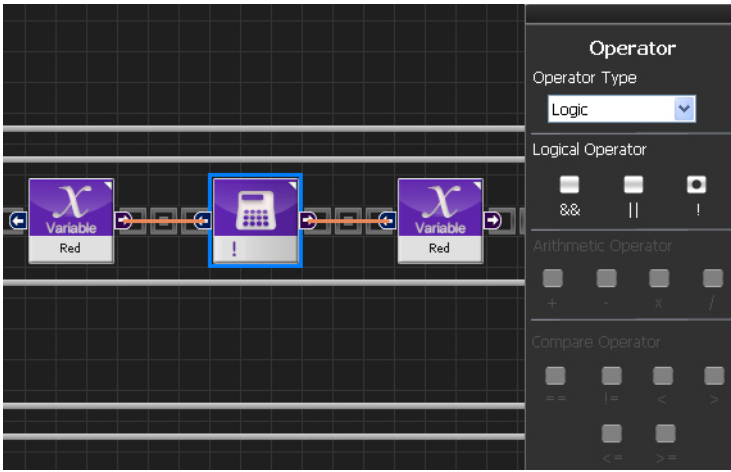 Operator
Operator Type
Logic
Logical Operator
&& || !
Arithmetic Operator
+ - x /
Compare Operator
== != < >
<= >=
X X
Variable Variable
Red ! Red